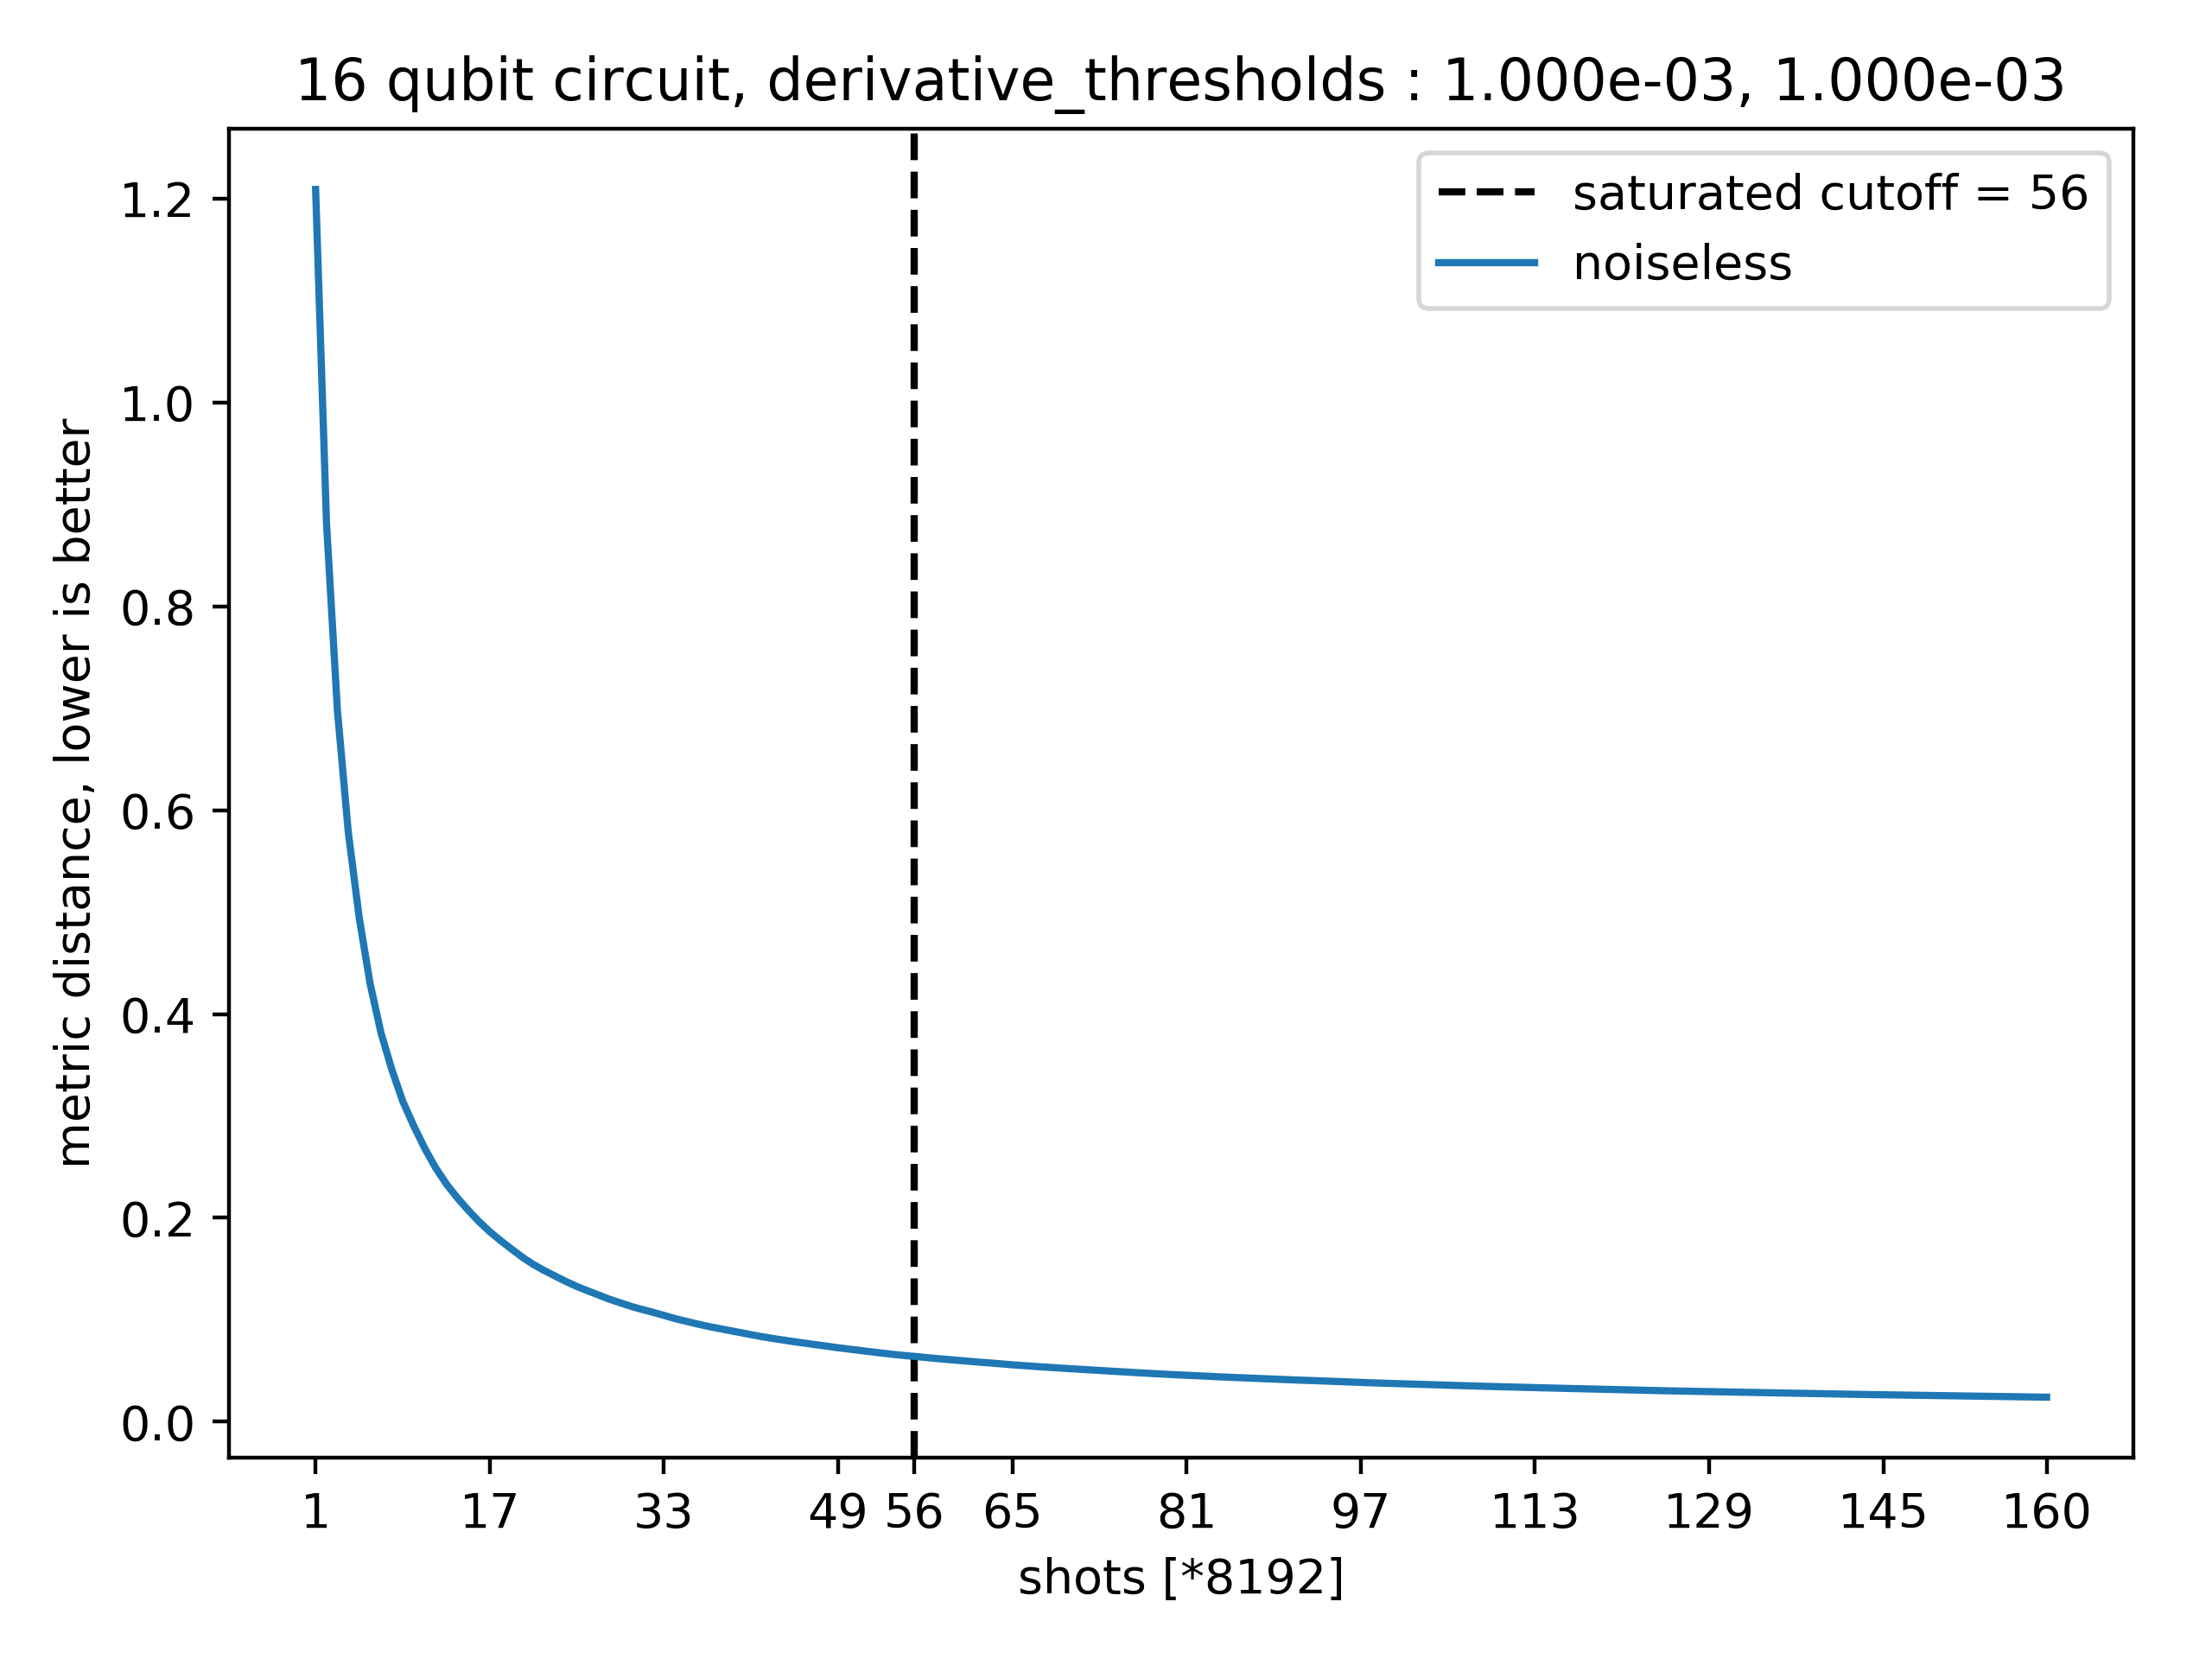 16 qubit circuit, derivative_thresholds : 1.000e-03, 1.000e-03
saturated cutoff = 56
noiseless
metric distance, lower is better
1.2
1.0
0.8
0.6
0.4
0.2
0.0
1 17 33 49 56 65 81 97 113 129 145 160
shots [*8192]